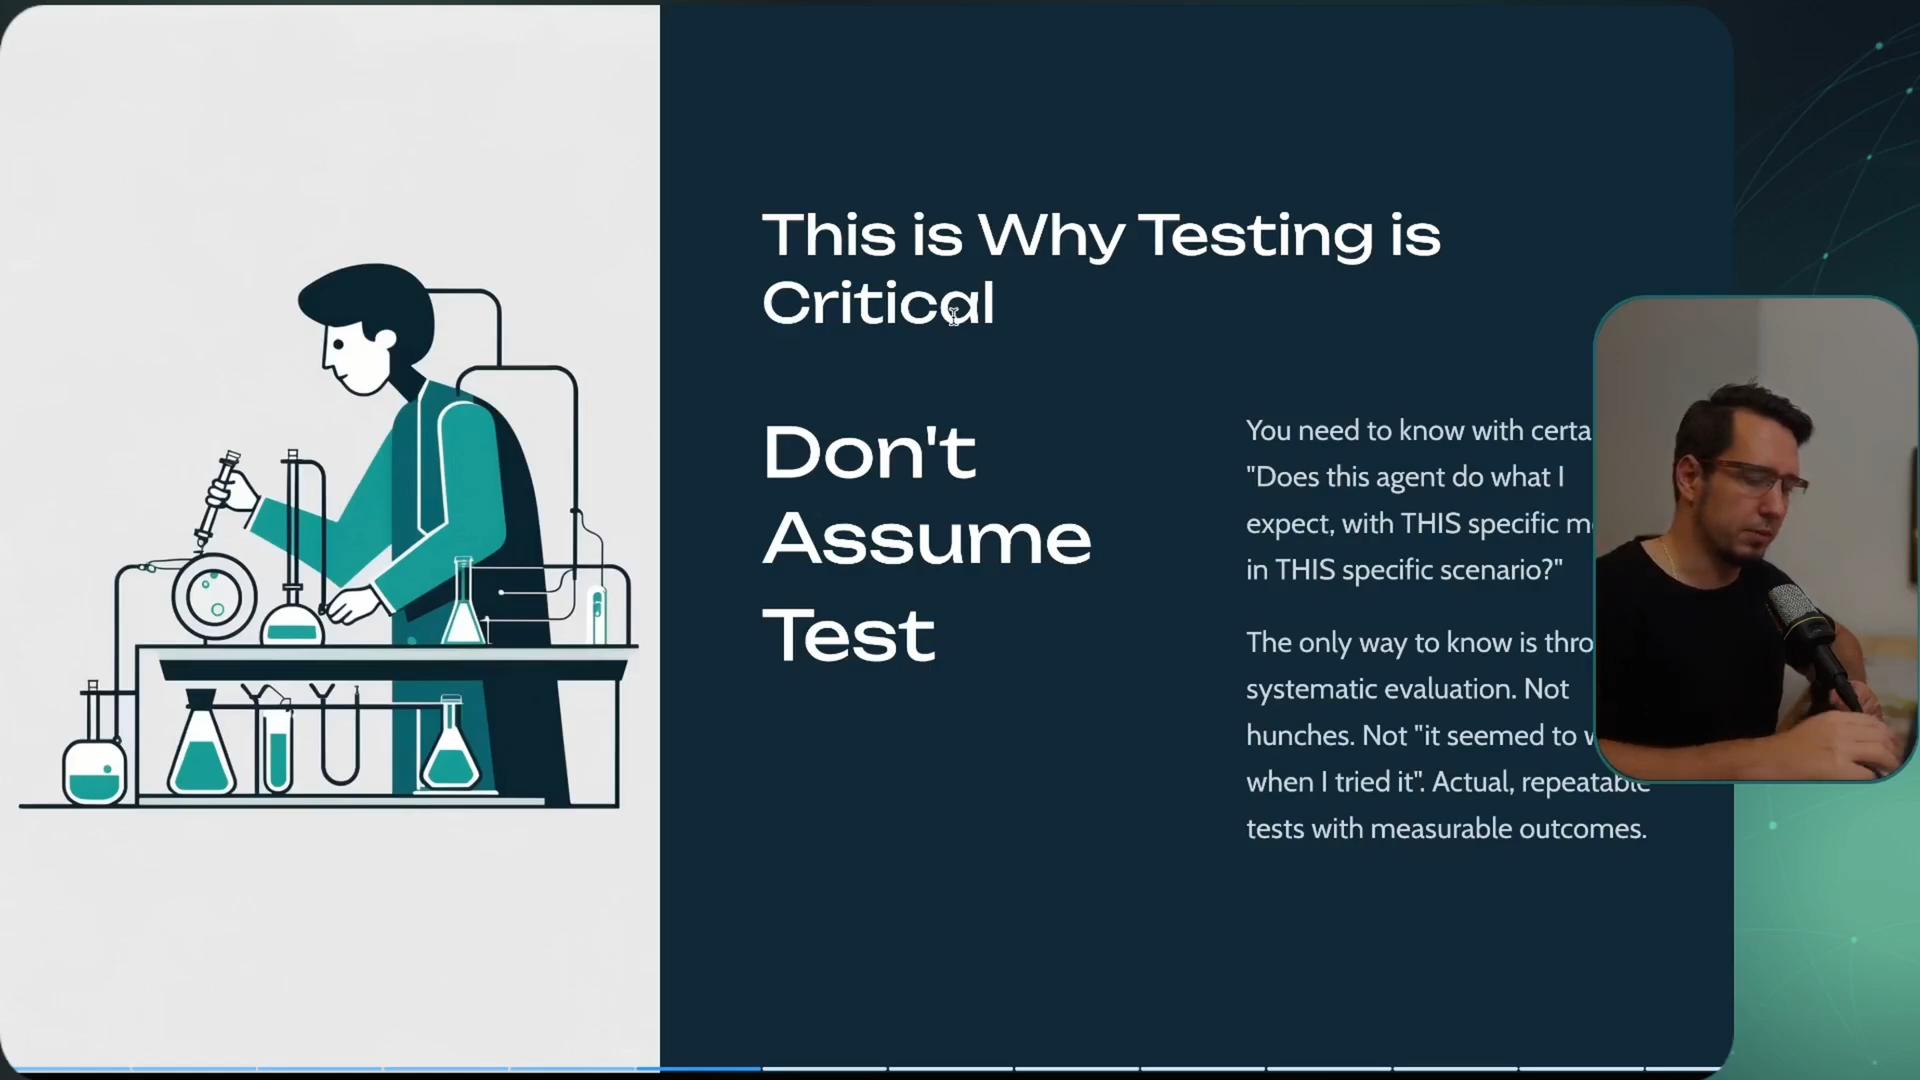 This is Why Testing is
Critical
Don't
Assume
Test
You need to know with
"Does this agent do what I
expect, with THIS specific
in THIS specific scenario?"
The only way to know is
systematic evaluation. Not
hunches. Not "it seemed to
when I tried it". Actual, repeatable
tests with measurable outcomes.